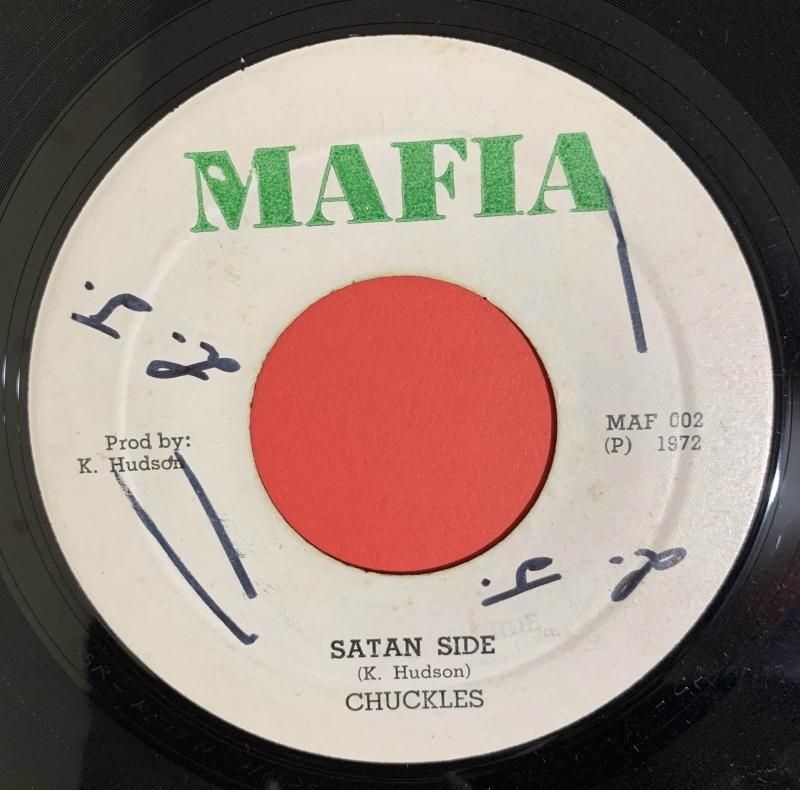 MAFIA
Prod by:
K. Hudson
MAF 002
(P) 1972
SATAN SIDE
(K. Hudson)
CHUCKLES